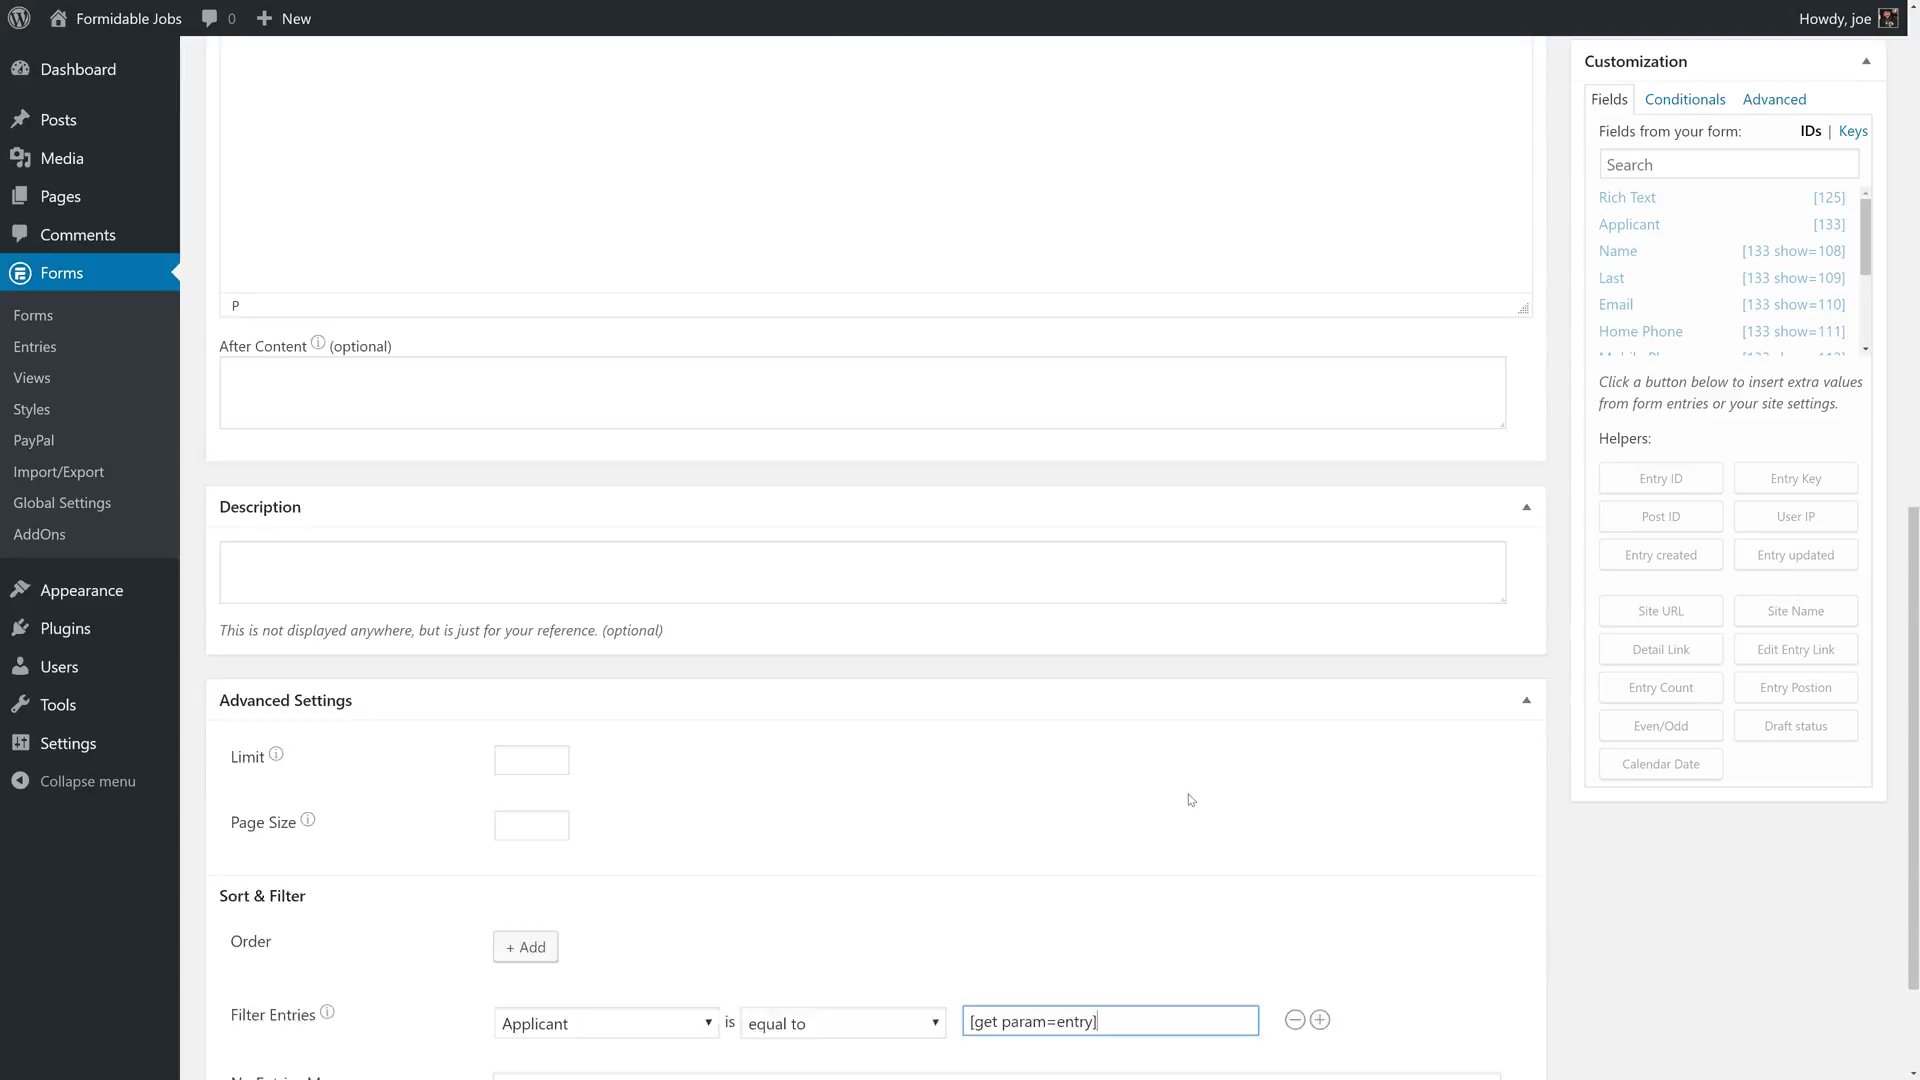 Formidable Jobs
0
New
Howdy, joe
Dashboard
Posts
Media
Pages
Comments
Forms
Forms
Entries
Views
Styles
PayPal
Import/Export
Global Settings
AddOns
Appearance
Plugins
Users
Tools
Settings
Collapse menu
P
After Content (optional)
Description
This is not displayed anywhere, but is just for your reference. (optional)
Advanced Settings
Limit
Page Size
Sort & Filter
Order
+ Add
Filter Entries
Applicant
is
equal to
[get param=entry]
Customization
Fields Conditionals Advanced
Fields from your form: IDs | Keys
Search
Rich Text [125]
Applicant [133]
Name [133 show=108]
Last [133 show=109]
Email [133 show=110]
Home Phone [133 show=111]
Click a button below to insert extra values
from form entries or your site settings.
Helpers:
Entry ID Entry Key
Post ID User IP
Entry created Entry updated
Site URL Site Name
Detail Link Edit Entry Link
Entry Count Entry Postion
Even/Odd Draft status
Calendar Date